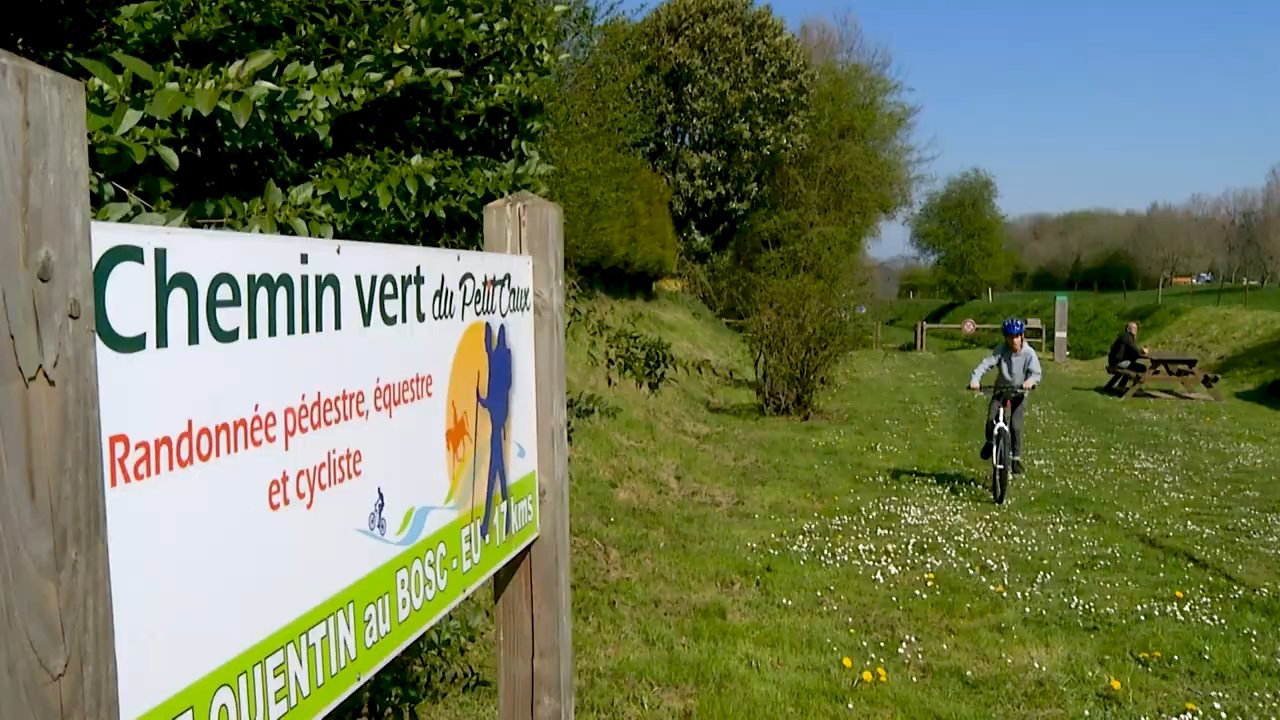 Chemin vert du Petit Caux
Randonnée pédestre, équestre
et cycliste
QUENTIN au BOSC - EU - 17 kms